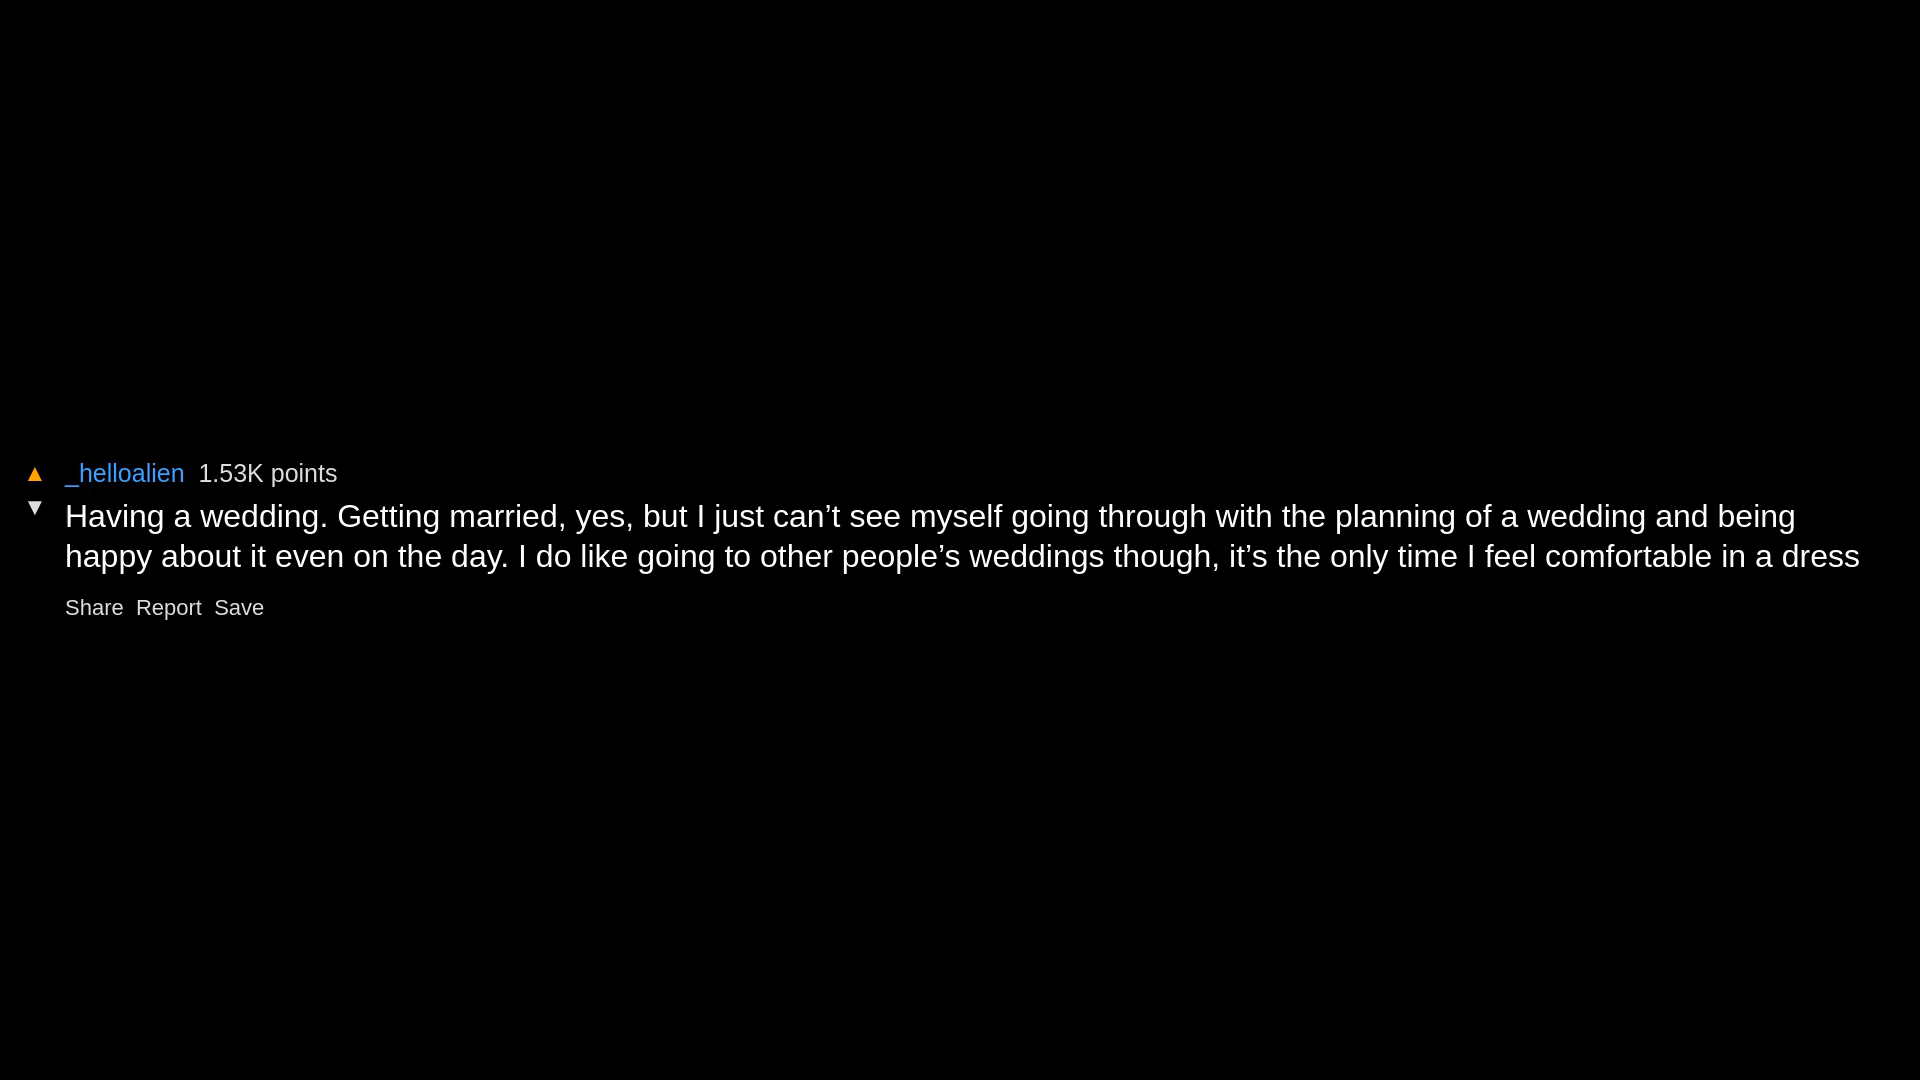 _helloalien 1.53K points
Having a wedding. Getting married, yes, but I just can’t see myself going through with the planning of a wedding and being
happy about it even on the day. I do like going to other people’s weddings though, it’s the only time I feel comfortable in a dress
Share Report Save